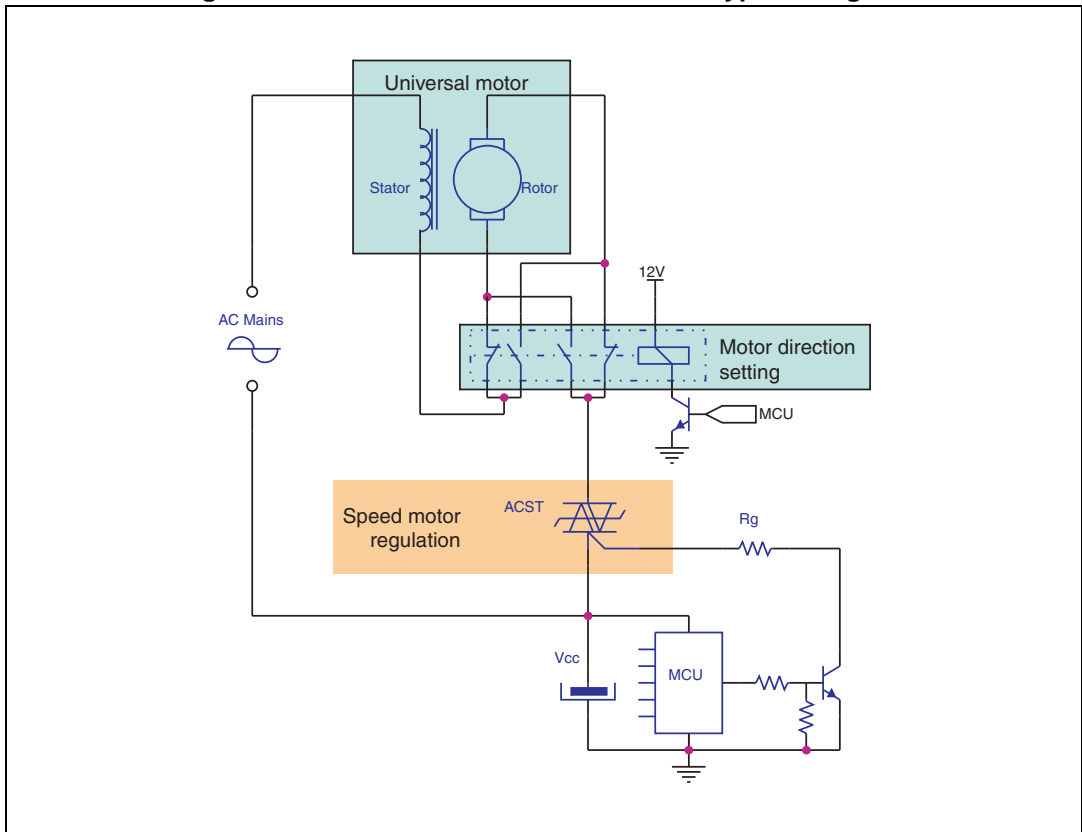 Universal motor
Stator
Rotor
12V
AC Mains
Motor direction
setting
MCU
ACST
Speed motor
regulation
Rg
Vcc
MCU